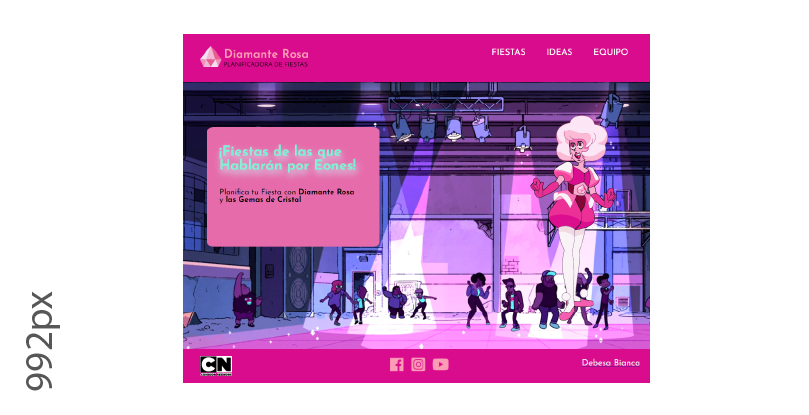 992px
Diamante Rosa
PLANIFICADORA DE FIESTAS
FIESTAS IDEAS EQUIPO
¡Fiestas de las que
Hablarán por Eones!
Planifica tu Fiesta con Diamante Rosa
y las Gemas de Cristal
CN
Debesa Bianca